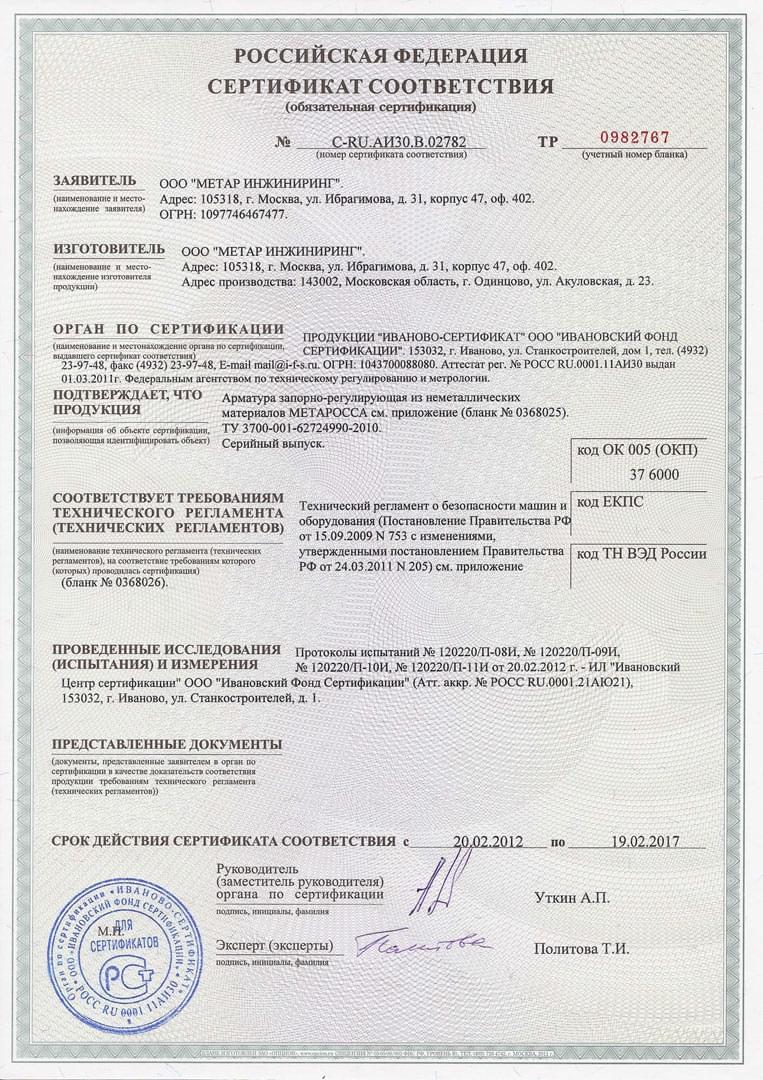 РОССИЙСКАЯ ФЕДЕРАЦИЯ
СЕРТИФИКАТ СООТВЕТСТВИЯ
(обязательная сертификация)
№ C-RU.АИ30.В.02782 ТР 0982767
(номер сертификата соответствия) (учетный номер бланка)
ЗАЯВИТЕЛЬ ООО "МЕТАР ИНЖИНИРИНГ".
(наименование и место-
нахождение заявителя)
Адрес: 105318, г. Москва, ул. Ибрагимова, д. 31, корпус 47, оф. 402.
ОГРН: 1097746467477.
ИЗГОТОВИТЕЛЬ ООО "МЕТАР ИНЖИНИРИНГ".
(наименование и место-
нахождение изготовителя
продукции)
Адрес: 105318, г. Москва, ул. Ибрагимова, д. 31, корпус 47, оф. 402.
Адрес производства: 143002, Московская область, г. Одинцово, ул. Акуловская, д. 23.
ОРГАН ПО СЕРТИФИКАЦИИ
(наименование и местонахождение органа по сертификации,
выдавшего сертификат соответствия)
ПРОДУКЦИИ "ИВАНОВО-СЕРТИФИКАТ" ООО "ИВАНОВСКИЙ ФОНД
СЕРТИФИКАЦИИ". 153032, г. Иваново, ул. Станкостроителей, дом 1, тел. (4932)
23-97-48, факс (4932) 23-97-48, E-mail mail@i-f-s.ru. ОГРН: 1043700088080. Аттестат рег. № РОСС RU.0001.11АИ30 выдан
01.03.2011г. Федеральным агентством по техническому регулированию и метрологии.
ПОДТВЕРЖДАЕТ, ЧТО
ПРОДУКЦИЯ
(информация об объекте сертификации,
позволяющая идентифицировать объект)
Арматура запорно-регулирующая из неметаллических
материалов МЕТАРОССА см. приложение (бланк № 0368025).
ТУ 3700-001-62724990-2010.
Серийный выпуск.
код ОК 005 (ОКП)
37 6000
код ЕКПС
код ТН ВЭД России
СООТВЕТСТВУЕТ ТРЕБОВАНИЯМ
ТЕХНИЧЕСКОГО РЕГЛАМЕНТА
(ТЕХНИЧЕСКИХ РЕГЛАМЕНТОВ)
(наименование технического регламента (технических
регламентов), на соответствие требованиям которого
(которых) проводилась сертификация)
Технический регламент о безопасности машин и
оборудования (Постановление Правительства РФ
от 15.09.2009 N 753 с изменениями,
утвержденными постановлением Правительства
РФ от 24.03.2011 N 205) см. приложение
(бланк № 0368026).
ПРОВЕДЕННЫЕ ИССЛЕДОВАНИЯ
(ИСПЫТАНИЯ) И ИЗМЕРЕНИЯ
Протоколы испытаний № 120220/П-08И, № 120220/П-09И,
№ 120220/П-10И, № 120220/П-11И от 20.02.2012 г. - ИЛ "Ивановский
Центр сертификации" ООО "Ивановский Фонд Сертификации" (Атт. аккр. № РОСС RU.0001.21АЮ21),
153032, г. Иваново, ул. Станкостроителей, д. 1.
ПРЕДСТАВЛЕННЫЕ ДОКУМЕНТЫ
(документы, представленные заявителем в орган по
сертификации в качестве доказательств соответствия
продукции требованиям технического регламента
(технических регламентов))
СРОК ДЕЙСТВИЯ СЕРТИФИКАТА СООТВЕТСТВИЯ с 20.02.2012 по 19.02.2017
Руководитель
(заместитель руководителя)
органа по сертификации
подпись, инициалы, фамилия
Уткин А.П.
Эксперт (эксперты)
подпись, инициалы, фамилия
Политова
Политова Т.И.
М.П.
Орган по сертификации "ИВАНОВО-СЕРТИФИКАТ"
ООО "ИВАНОВСКИЙ ФОНД СЕРТИФИКАЦИИ"
ДЛЯ
СЕРТИФИКАТОВ
РОСС RU 0001 11АИ30